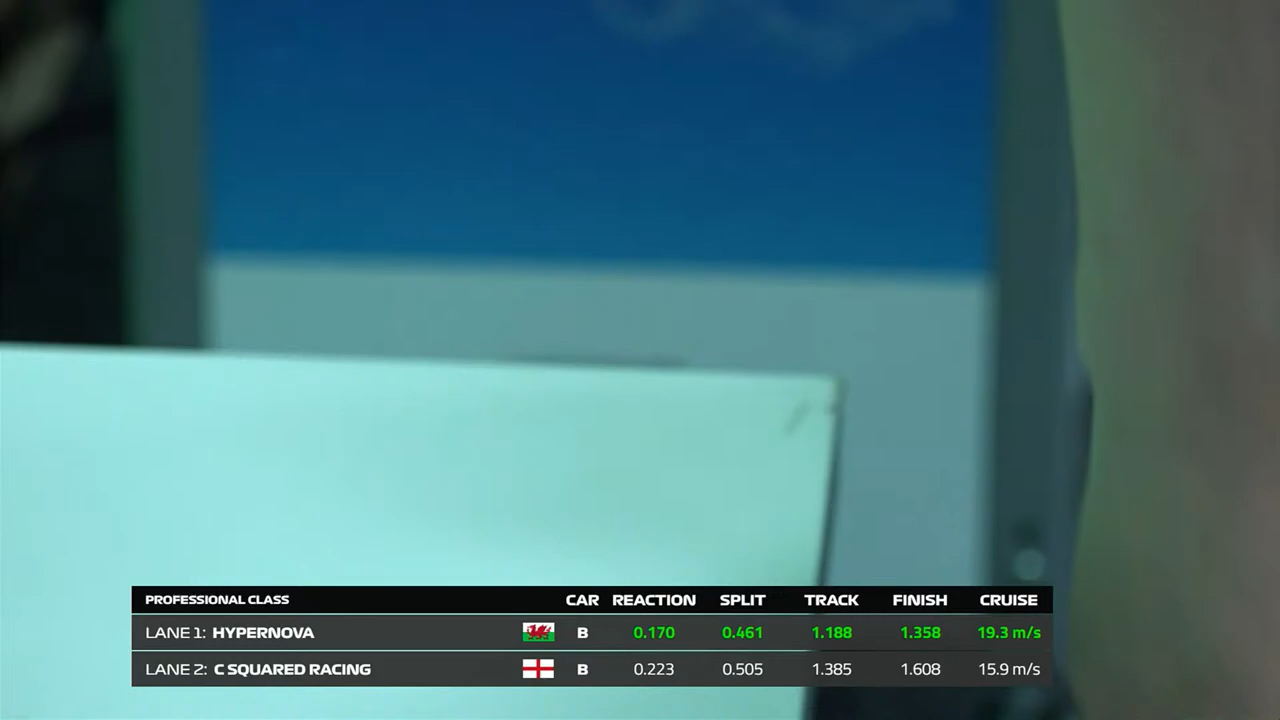 PROFESSIONAL CLASS CAR REACTION SPLIT TRACK FINISH CRUISE
LANE 1: HYPERNOVA B 0.170 0.461 1.188 1.358 19.3 m/s
LANE 2: C SQUARED RACING B 0.223 0.505 1.385 1.608 15.9 m/s